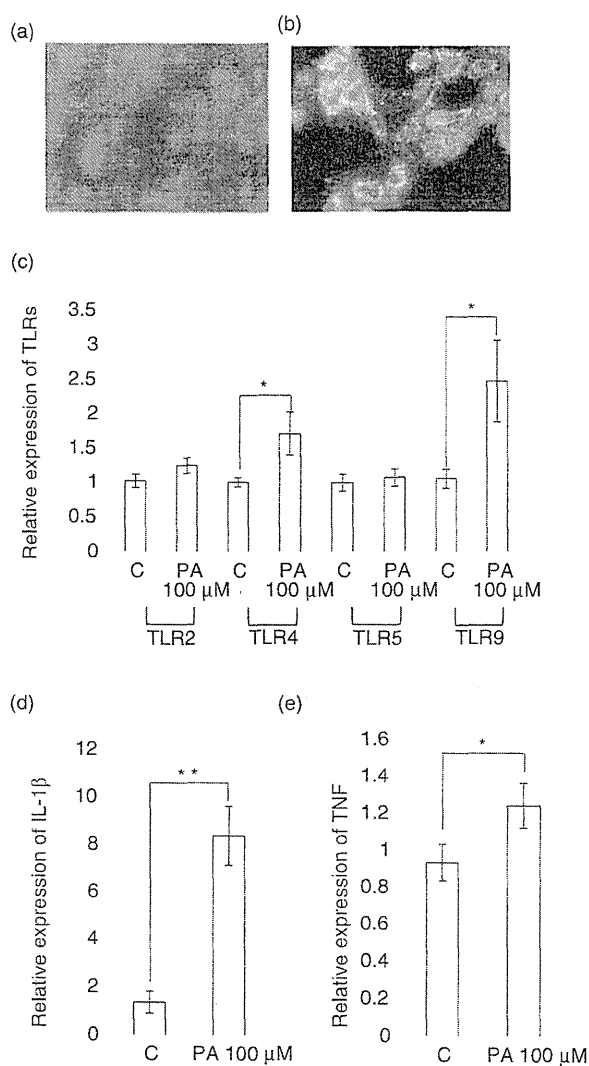 (a)
(b)
(c)
Relative expression of TLRs
3.5
3
2.5
2
1.5
1
0.5
0
*
*
C PA 100 μM C PA 100 μM C PA 100 μM C PA 100 μM
TLR2 TLR4 TLR5 TLR9
(d)
Relative expression of IL-1β
12
10
8
6
4
2
0
**
C PA 100 μM
(e)
Relative expression of TNF
1.6
1.4
1.2
1
0.8
0.6
0.4
0.2
0
*
C PA 100 μM